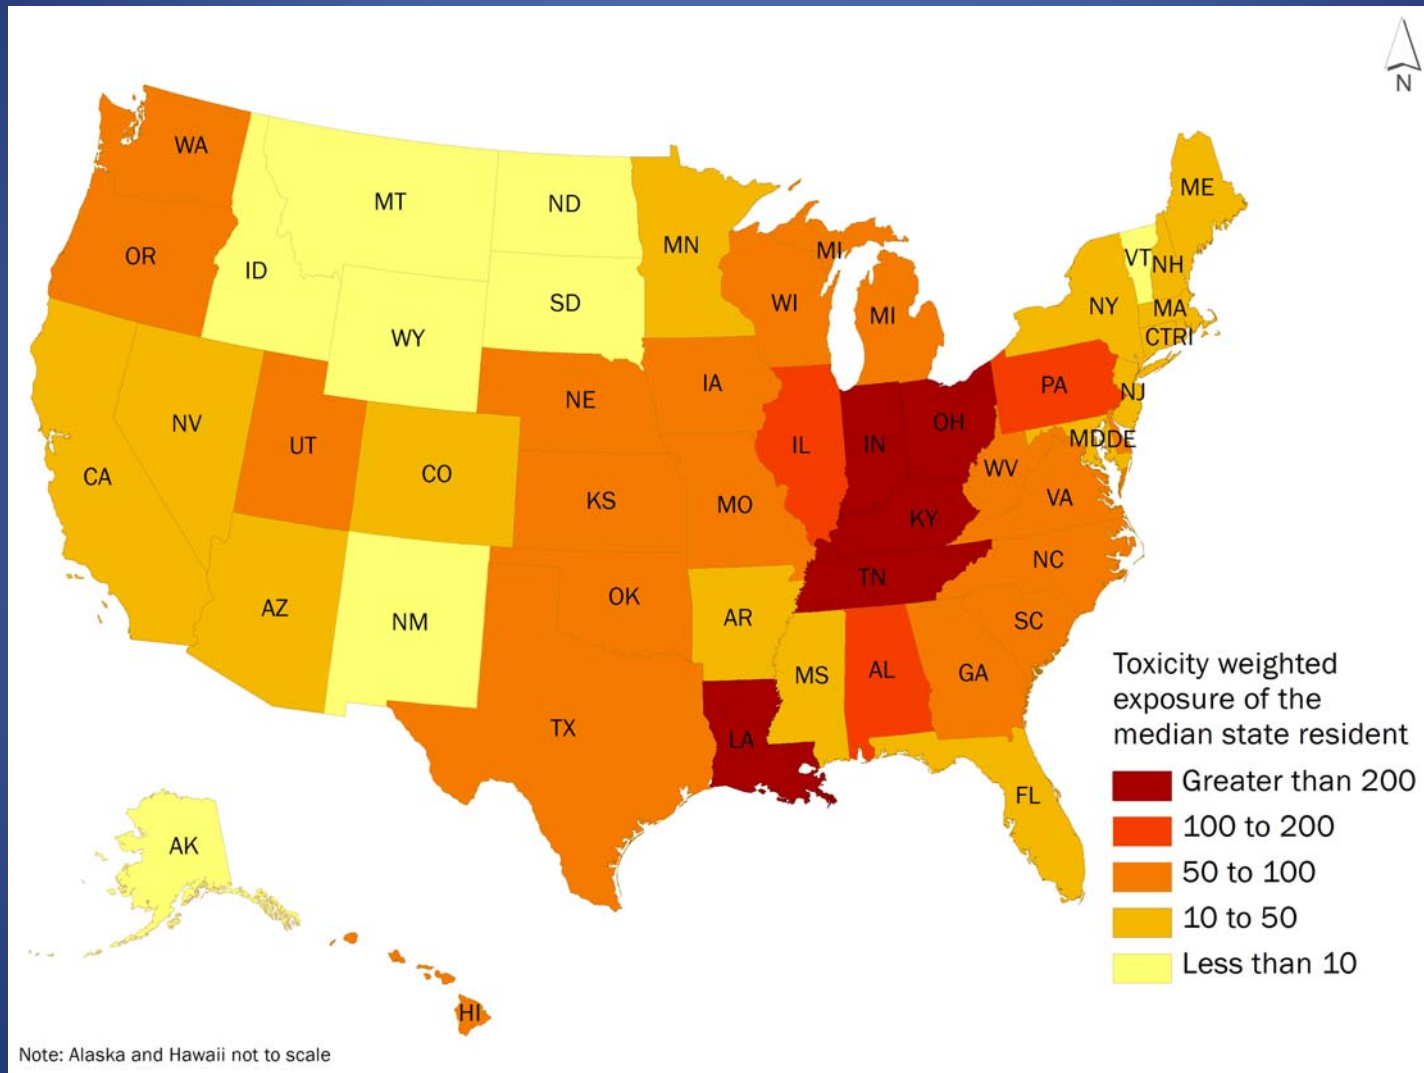 N
WA
MT
ND
MN
ME
OR
ID
SD
WI
MI
MI
VT
NH
NY
MA
WY
CTRI
NV
UT
CO
NE
IA
PA
NJ
CA
IL
IN
OH
MD
DE
KS
MO
WV
VA
KY
AZ
NM
OK
AR
TN
NC
SC
TX
LA
MS
AL
GA
FL
AK
HI
Toxicity weighted
exposure of the
median state resident
Greater than 200
100 to 200
50 to 100
10 to 50
Less than 10
Note: Alaska and Hawaii not to scale